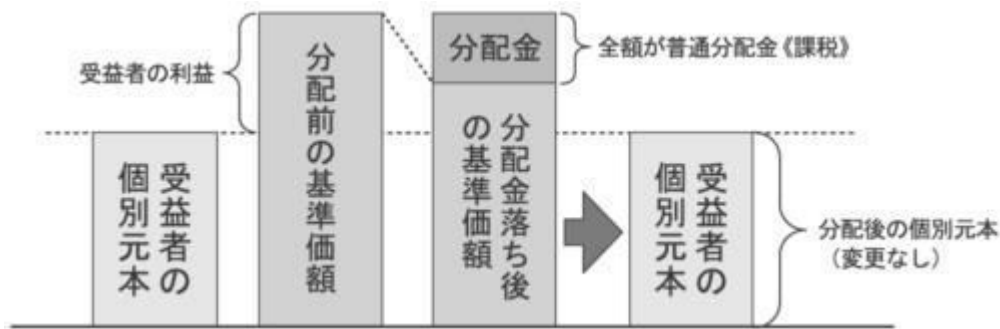 受益者の利益
受益者の
個別元本
分配前の基準価額
分配金
全額が普通分配金《課税》
分配金落ち後
の基準価額
受益者の
個別元本
分配後の個別元本
（変更なし）